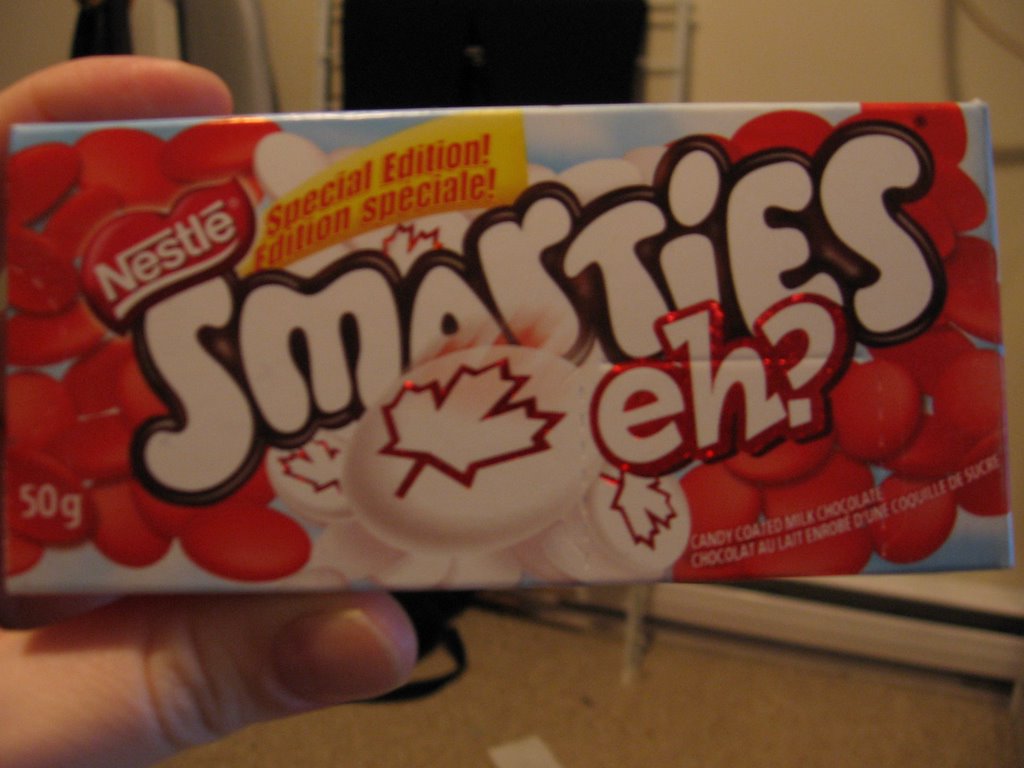 Special Edition!
Édition spéciale!
Nestlé®
SMARTIES
eh?
50g
CANDY COATED MILK CHOCOLATE
CHOCOLAT AU LAIT ENROBÉ D'UNE COQUILLE DE SUCRE